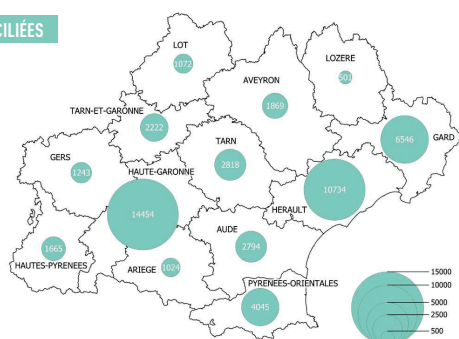 CILIÉES
LOT
1072
LOZERE
501
AVEYRON
1869
TARN-ET-GARONNE
2222
GARD
6546
TARN
2818
GERS
1243
HAUTE-GARONNE
14454
HERAULT
10734
AUDE
2794
HAUTES-PYRENEES
1665
ARIEGE
1024
PYRENEES-ORIENTALES
4045
15000
10000
5000
2500
500